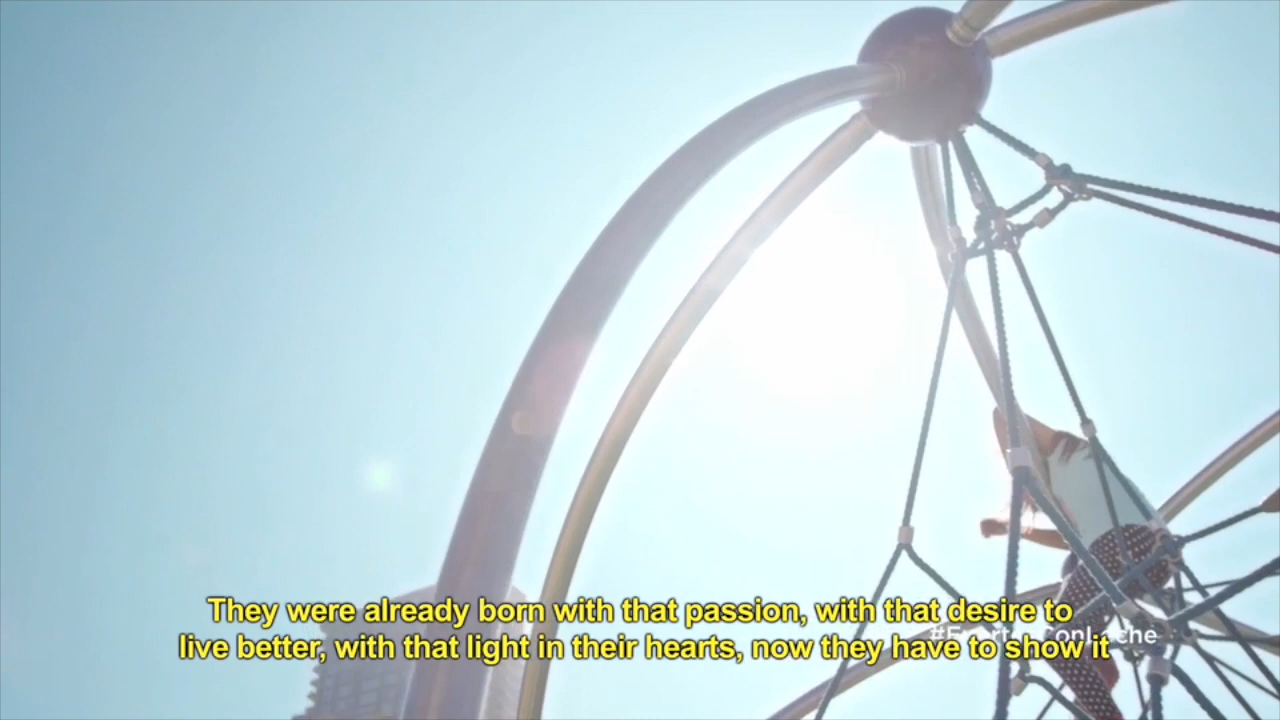 They were already born with that passion, with that desire to
live better, with that light in their hearts, now they have to show it